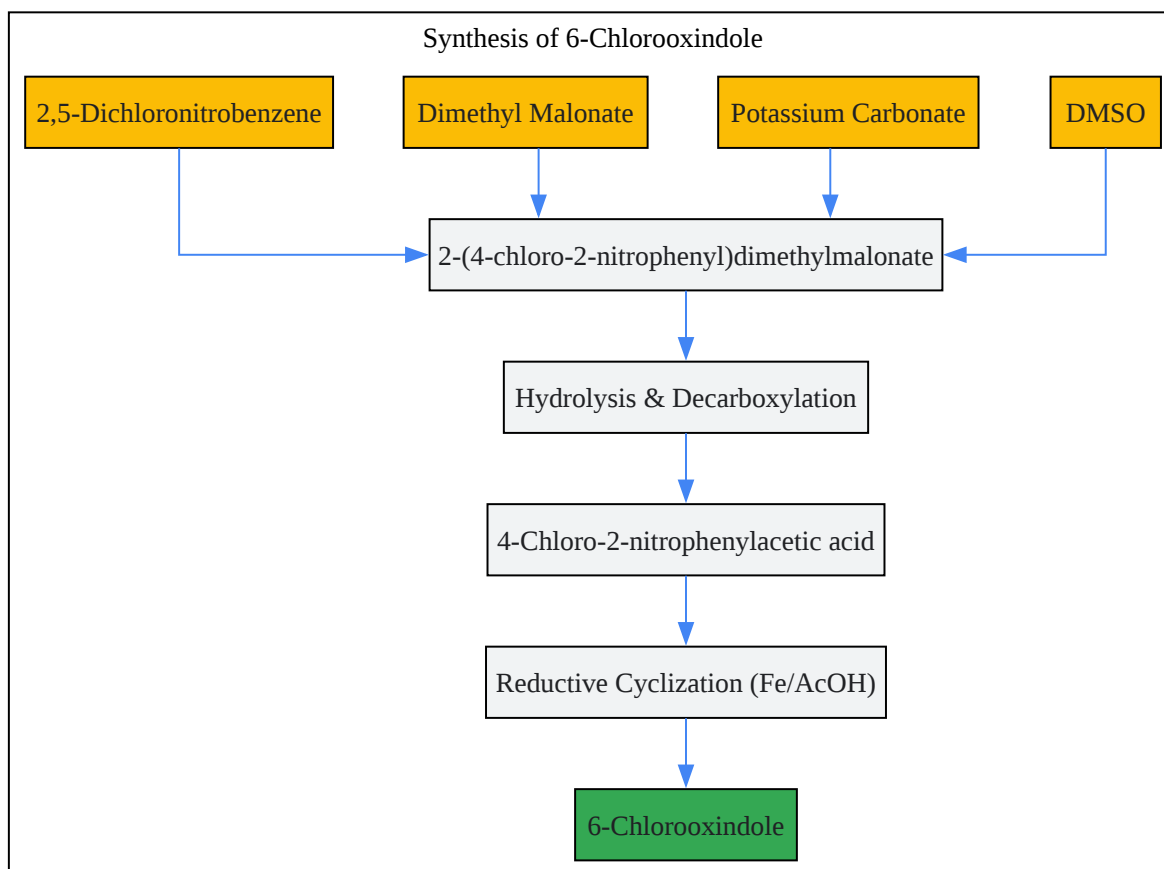 Synthesis of 6-Chlorooxindole
2,5-Dichloronitrobenzene
Dimethyl Malonate
Potassium Carbonate
DMSO
2-(4-chloro-2-nitrophenyl)dimethylmalonate
Hydrolysis & Decarboxylation
4-Chloro-2-nitrophenylacetic acid
Reductive Cyclization (Fe/AcOH)
6-Chlorooxindole